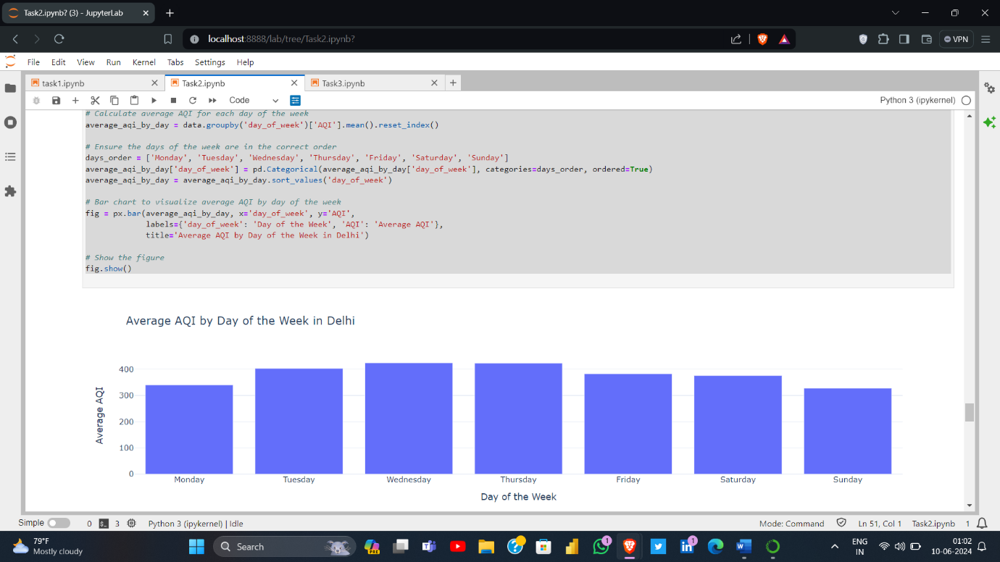 Task2.ipynb? (3) - JupyterLab
localhost:8888/lab/tree/Task2.ipynb?
VPN
File Edit View Run Kernel Tabs Settings Help
task1.ipynb Task2.ipynb Task3.ipynb
Code Python 3 (ipykernel)
# Calculate average AQI for each day of the week
average_aqi_by_day = data.groupby('day_of_week')['AQI'].mean().reset_index()
# Ensure the days of the week are in the correct order
days_order = ['Monday', 'Tuesday', 'Wednesday', 'Thursday', 'Friday', 'Saturday', 'Sunday']
average_aqi_by_day['day_of_week'] = pd.Categorical(average_aqi_by_day['day_of_week'], categories=days_order, ordered=True)
average_aqi_by_day = average_aqi_by_day.sort_values('day_of_week')
# Bar chart to visualize average AQI by day of the week
fig = px.bar(average_aqi_by_day, x='day_of_week', y='AQI',
labels={'day_of_week': 'Day of the Week', 'AQI': 'Average AQI'},
title='Average AQI by Day of the Week in Delhi')
# Show the figure
fig.show()
Average AQI by Day of the Week in Delhi
400
300
200
100
0
Average AQI
Monday Tuesday Wednesday Thursday Friday Saturday Sunday
Day of the Week
Simple 0 $_ 3 Python 3 (ipykernel) | Idle Mode: Command Ln 51, Col 1 Task2.ipynb 1
79°F
Mostly cloudy
Search
PRE
1
1
ENG
IN
01:02
10-06-2024